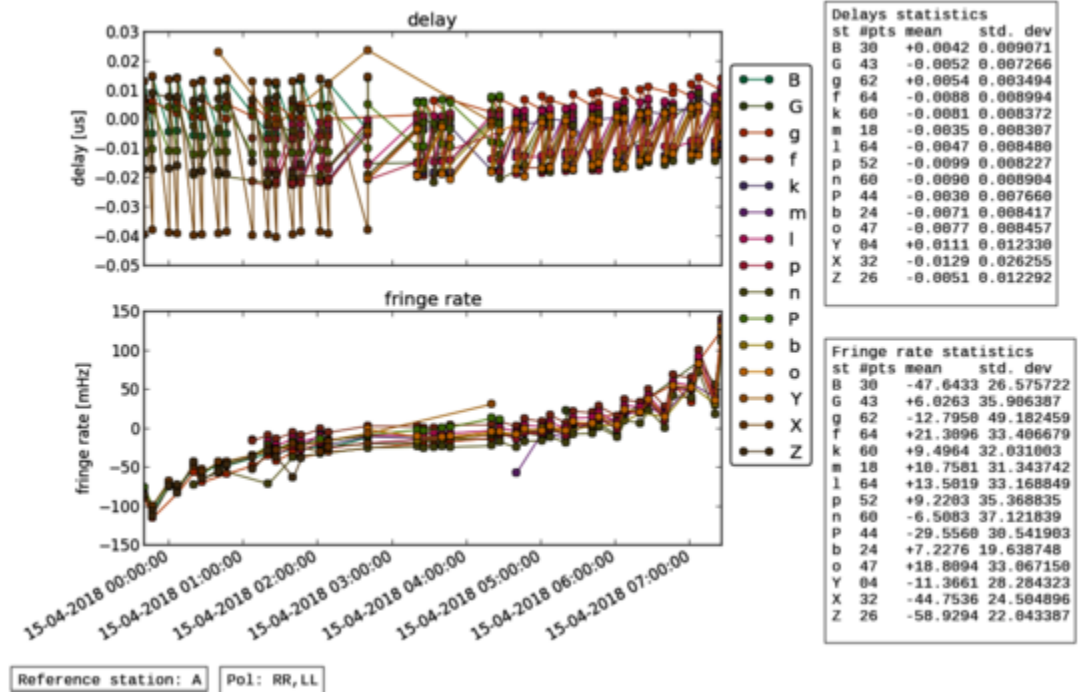 delay
0.03
0.02
0.01
0.00
−0.01
−0.02
−0.03
−0.04
−0.05
delay [us]
fringe rate
150
100
50
0
−50
−100
−150
fringe rate [mHz]
15-04-2018 00:00:00
15-04-2018 01:00:00
15-04-2018 02:00:00
15-04-2018 03:00:00
15-04-2018 04:00:00
15-04-2018 05:00:00
15-04-2018 06:00:00
15-04-2018 07:00:00
B
G
g
f
k
m
l
p
n
P
b
o
Y
X
Z
Delays statistics
st #pts mean std. dev
B 30 +0.0042 0.009071
G 43 -0.0052 0.007266
g 62 +0.0054 0.003494
f 64 -0.0088 0.008994
k 60 -0.0081 0.008372
m 18 -0.0035 0.008307
l 64 -0.0047 0.008480
p 52 -0.0099 0.008227
n 60 -0.0090 0.008904
P 44 -0.0030 0.007660
b 24 -0.0071 0.008417
o 47 -0.0077 0.008457
Y 04 +0.0111 0.012330
X 32 -0.0129 0.026255
Z 26 -0.0051 0.012292
Fringe rate statistics
st #pts mean std. dev
B 30 -47.6433 26.575722
G 43 +6.0263 35.906387
g 62 -12.7950 49.182459
f 64 +21.3096 33.406679
k 60 +9.4964 32.031003
m 18 +10.7581 31.343742
l 64 +13.5019 33.168849
p 52 +9.2203 35.368835
n 60 -6.5083 37.121839
P 44 -29.5560 30.541903
b 24 +7.2276 19.638748
o 47 +18.8094 33.067150
Y 04 -11.3661 28.284323
X 32 -44.7536 24.504896
Z 26 -58.9294 22.043387
Reference station: A
Pol: RR,LL